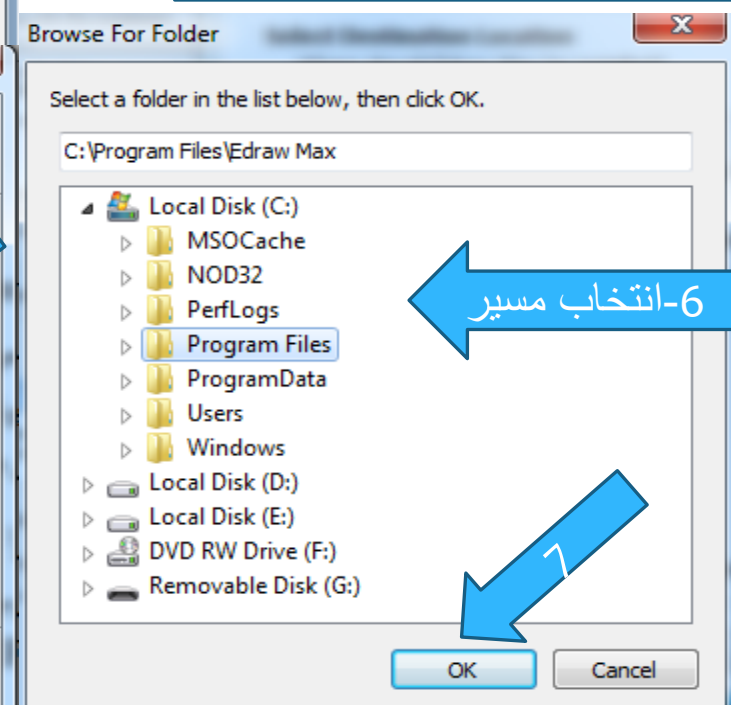 Browse For Folder
Select a folder in the list below, then click OK.
C:\Program Files\Edraw Max
Local Disk (C:)
MSOCache
NOD32
PerfLogs
6-انتخاب مسیر
Program Files
ProgramData
Users
Windows
Local Disk (D:)
Local Disk (E:)
DVD RW Drive (F:)
7
Removable Disk (G:)
OK
Cancel